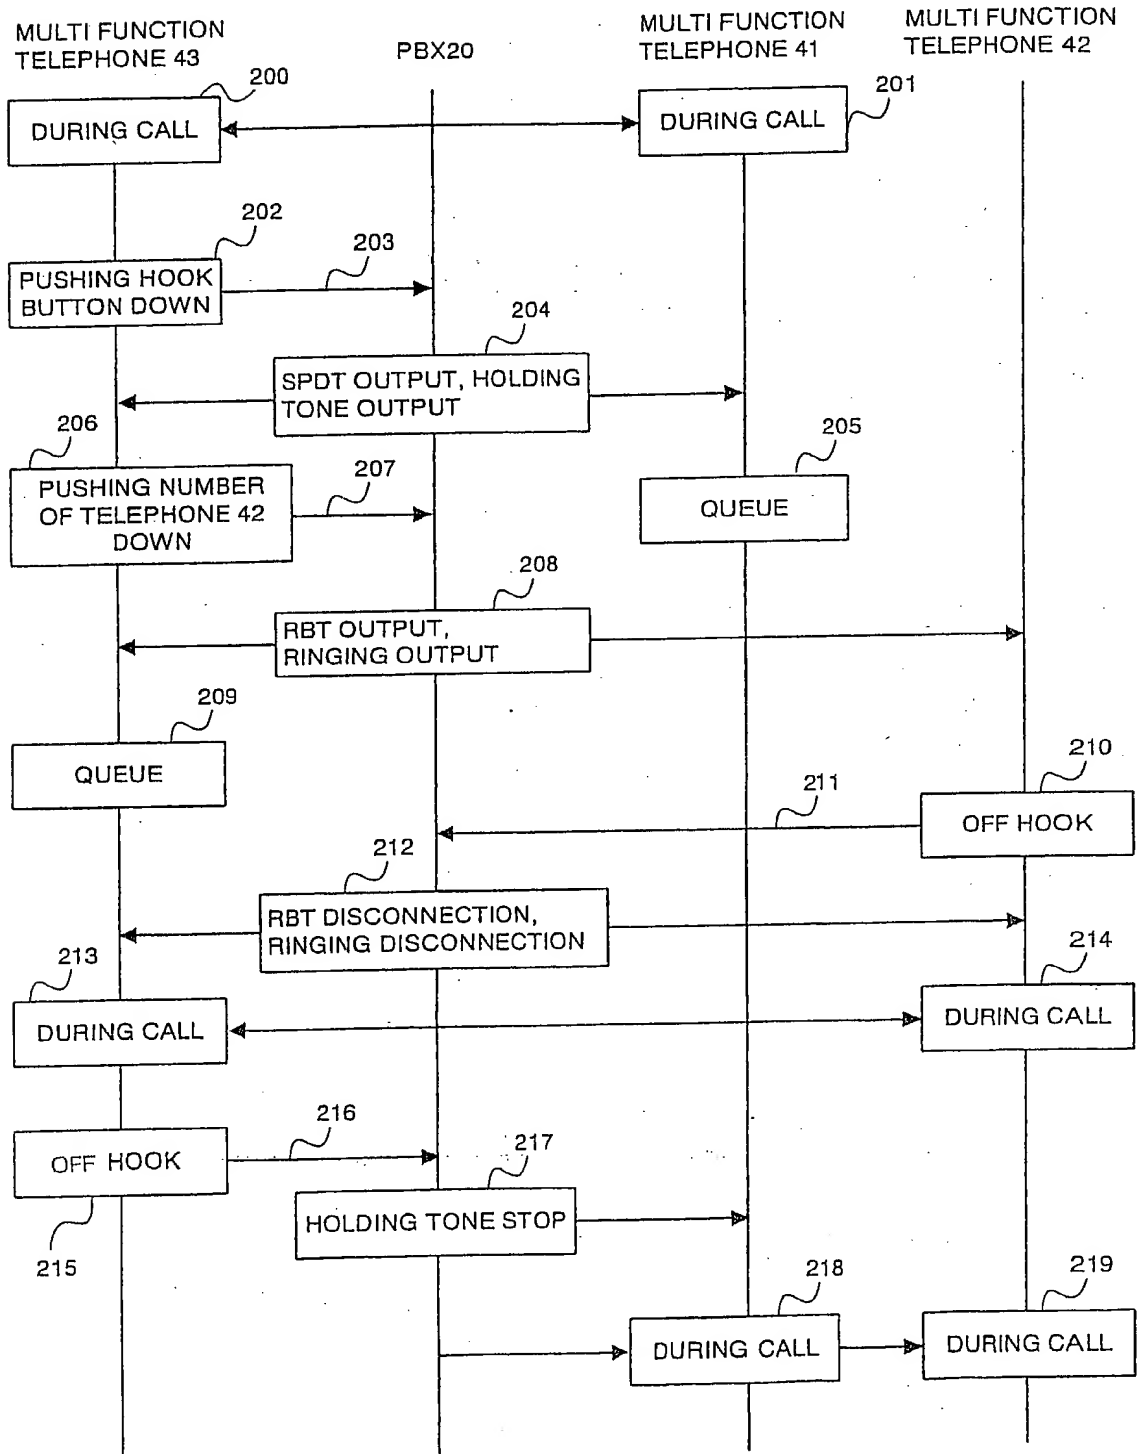 MULTI FUNCTION
TELEPHONE 43
PBX20
MULTI FUNCTION
TELEPHONE 41
MULTI FUNCTION
TELEPHONE 42
200
DURING CALL
DURING CALL
201
202
203
PUSHING HOOK
BUTTON DOWN
204
SPDT OUTPUT, HOLDING
TONE OUTPUT
205
206
207
PUSHING NUMBER
OF TELEPHONE 42
DOWN
QUEUE
208
RBT OUTPUT,
RINGING OUTPUT
209
QUEUE
210
211
OFF HOOK
212
RBT DISCONNECTION,
RINGING DISCONNECTION
213
214
DURING CALL
DURING CALL
216
217
OFF HOOK
215
HOLDING TONE STOP
218
219
DURING CALL
DURING CALL